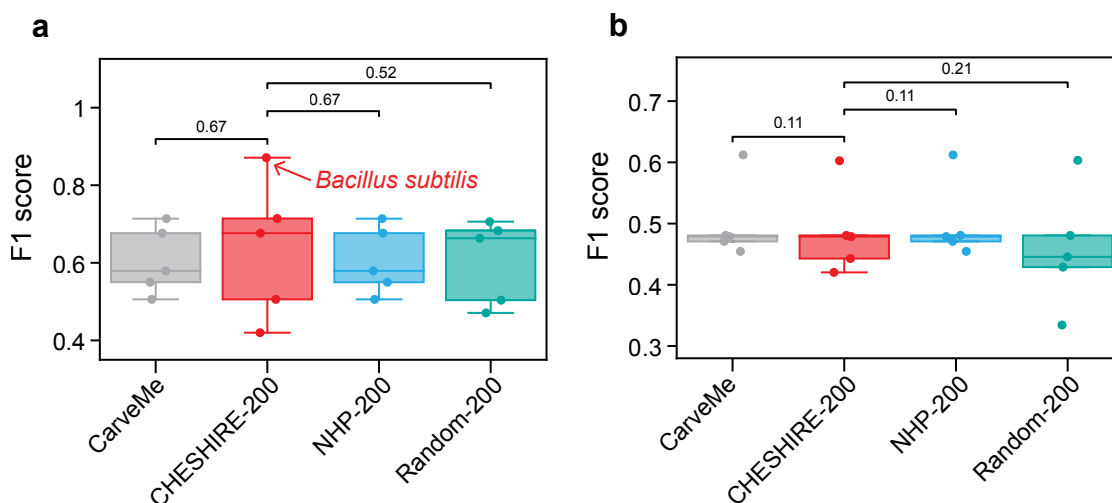 a
F1 score
1
0.8
0.6
0.4
0.52
0.67
0.67
Bacillus subtilis
CarveMe
CHESHIRE-200
NHP-200
Random-200
b
F1 score
0.7
0.6
0.5
0.4
0.3
0.21
0.11
0.11
CarveMe
CHESHIRE-200
NHP-200
Random-200